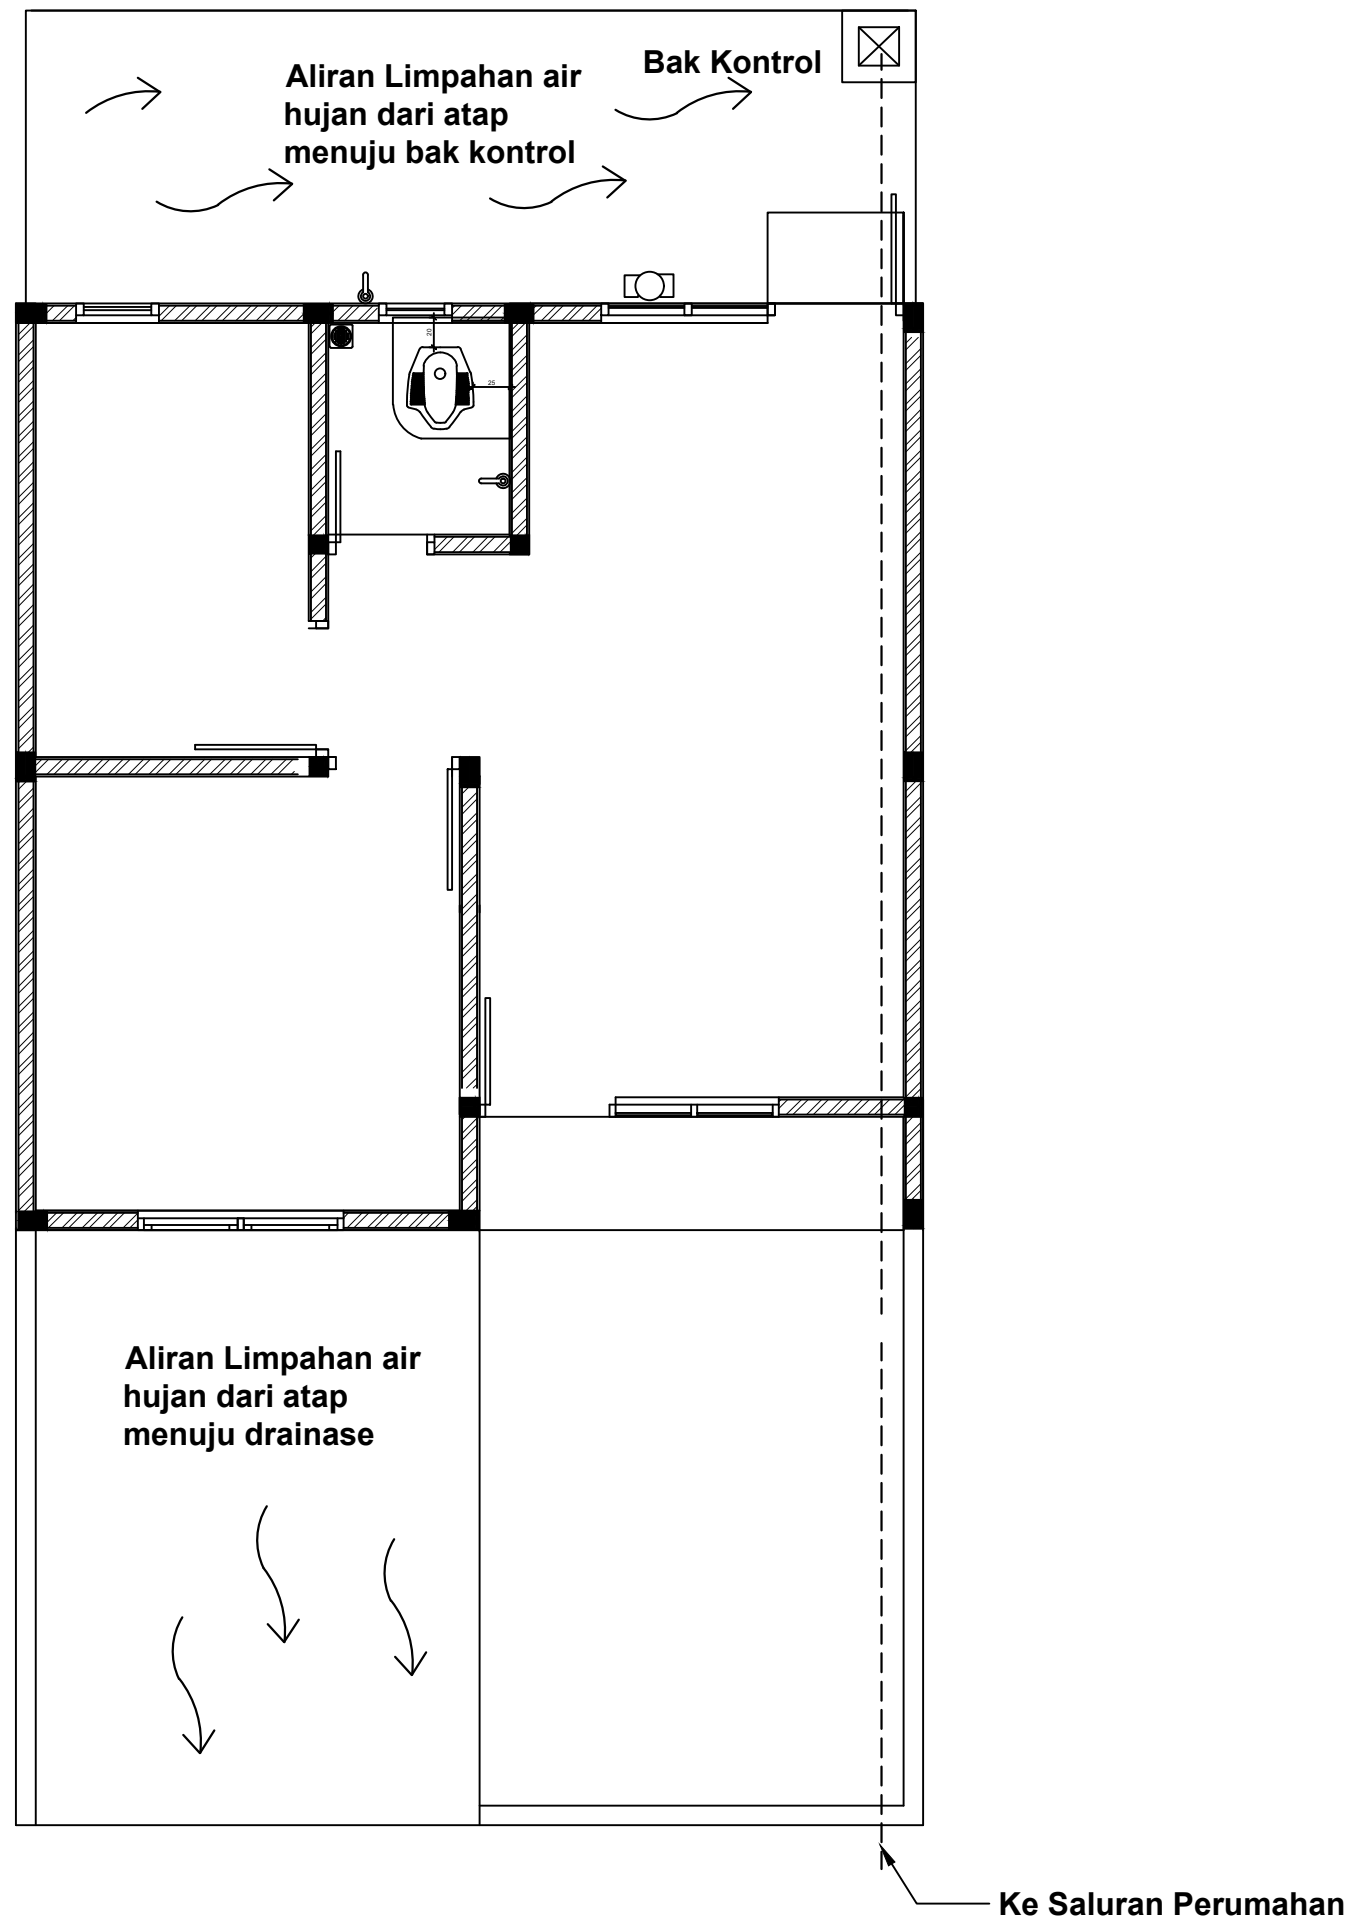 Bak Kontrol
Aliran Limpahan air
hujan dari atap
menuju bak kontrol
20
25
Aliran Limpahan air
hujan dari atap
menuju drainase
Ke Saluran Perumahan